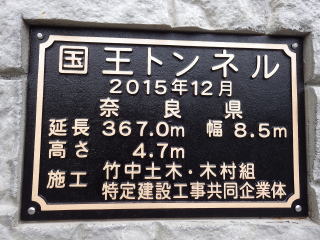 国王トンネル
2015年12月
奈良県
延長 367.0m 幅 8.5m
高さ 4.7m
施工 竹中土木・木村組
特定建設工事共同企業体